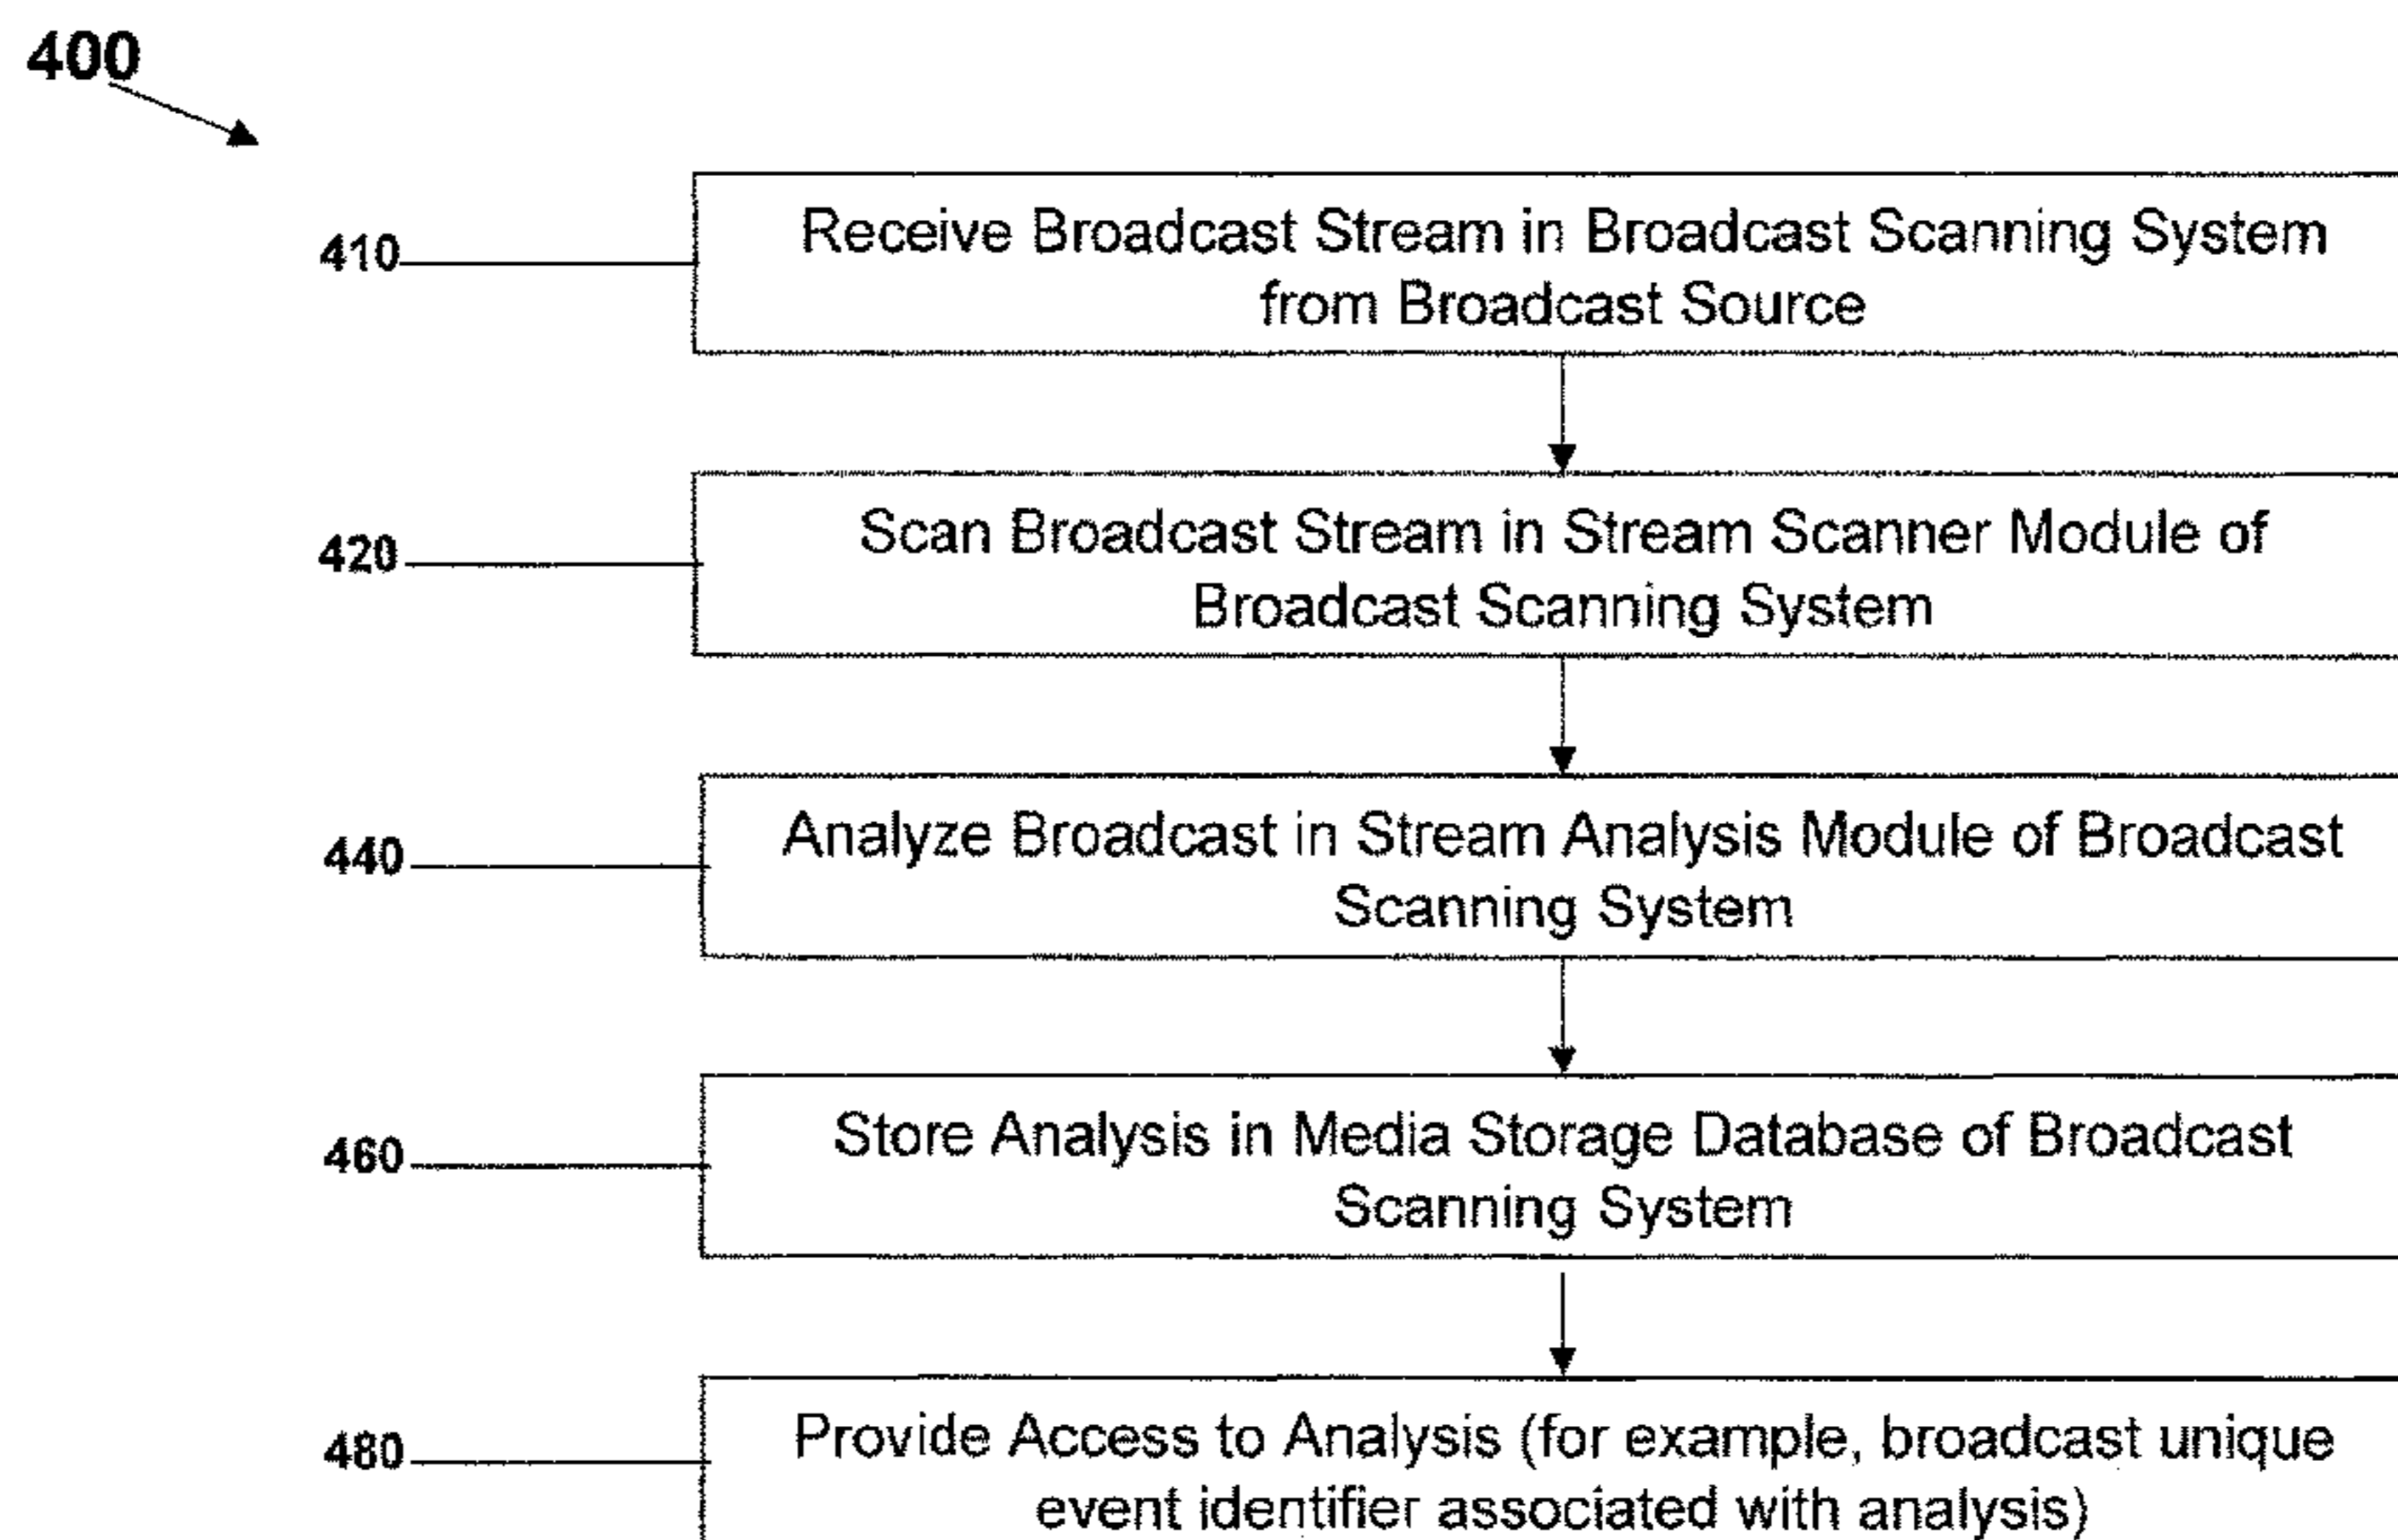 400
410
Receive Broadcast Stream in Broadcast Scanning System
from Broadcast Source
420
Scan Broadcast Stream in Stream Scanner Module of
Broadcast Scanning System
440
Analyze Broadcast in Stream Analysis Module of Broadcast
Scanning System
460
Store Analysis in Media Storage Database of Broadcast
Scanning System
480
Provide Access to Analysis (for example, broadcast unique
event identifier associated with analysis)